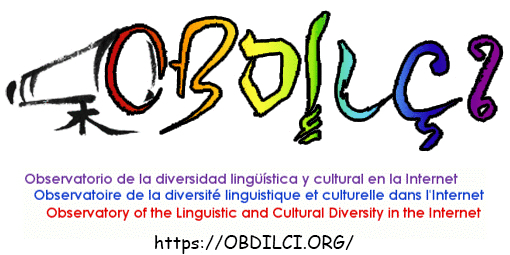 OBDILÇI
Observatorio de la diversidad lingüística y cultural en la Internet
Observatoire de la diversité linguistique et culturelle dans l'Internet
Observatory of the Linguistic and Cultural Diversity in the Internet
https://OBDILCI.ORG/